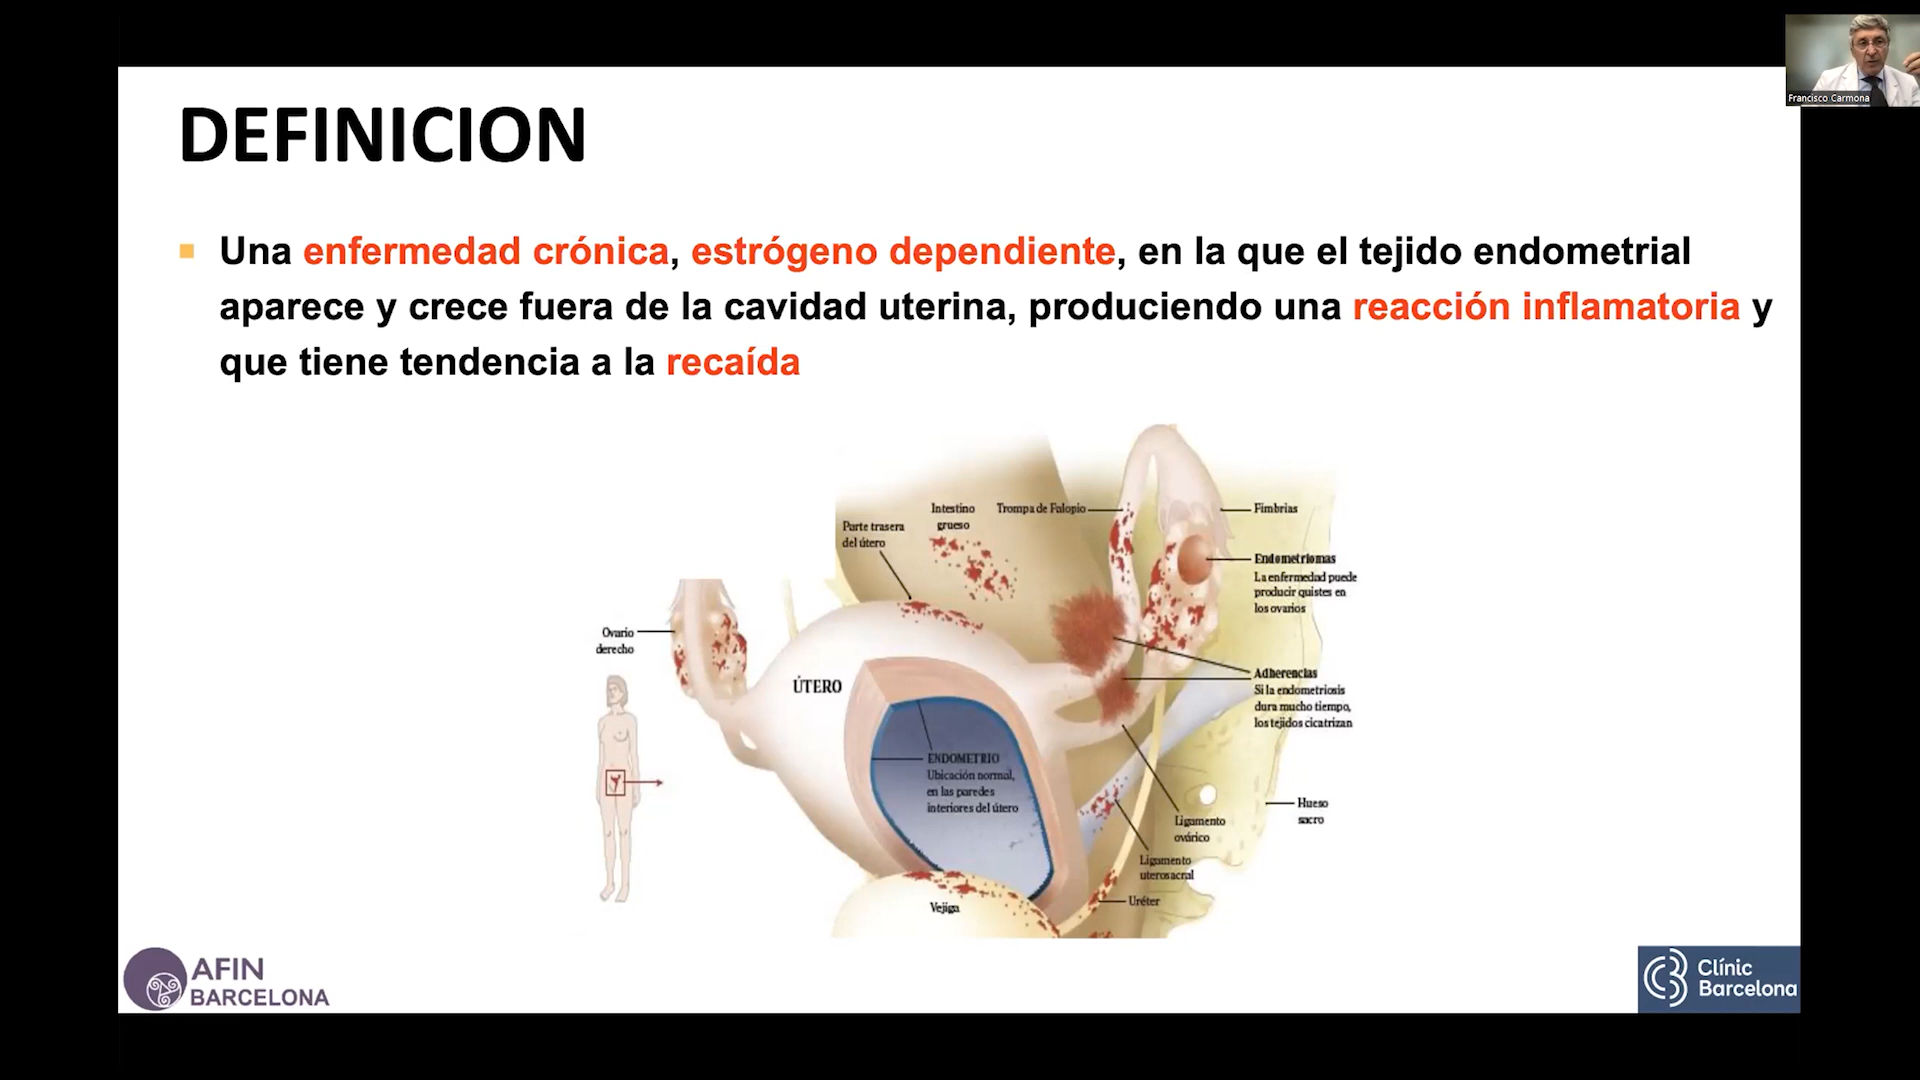 Francisco Carmona
DEFINICION
Una enfermedad crónica, estrógeno dependiente, en la que el tejido endometrial
aparece y crece fuera de la cavidad uterina, produciendo una reacción inflamatoria y
que tiene tendencia a la recaída
Intestino
grueso
Trompa de Falopio
Fimbrias
Parte trasera
del útero
Endometriomas
La enfermedad puede
producir quistes en
los ovarios
Ovario
derecho
ÚTERO
Adherencias
Si la endometriosis
dura mucho tiempo,
los tejidos cicatrizan
ENDOMETRIO
Ubicación normal,
en las paredes
interiores del útero
Hueso
sacro
Ligamento
ovárico
Ligamento
uterosacral
Uréter
Vejiga
AFIN
BARCELONA
Clínic
Barcelona